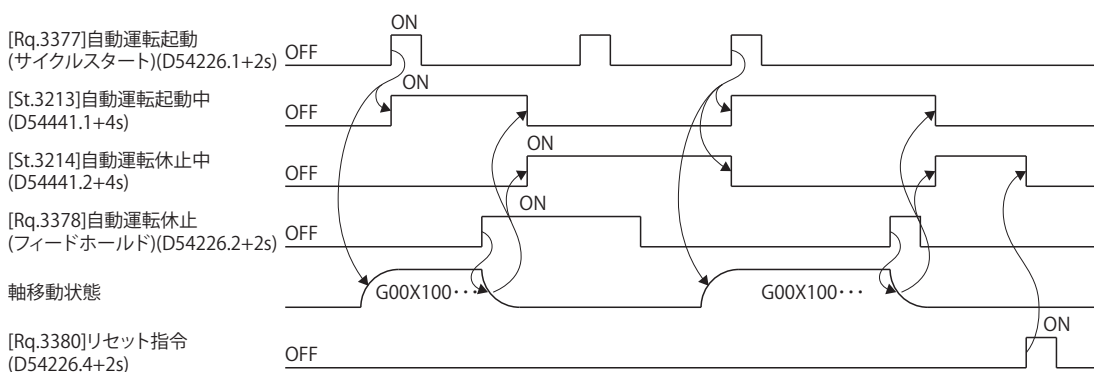 ON
[Rq.3377]自動運転起動
(サイクルスタート)(D54226.1+2s)
OFF
ON
[St.3213]自動運転起動中
(D54441.1+4s)
OFF
ON
[St.3214]自動運転休止中
(D54441.2+4s)
OFF
ON
[Rq.3378]自動運転休止
(フィードホールド)(D54226.2+2s)
OFF
軸移動状態
G00X100・・・
G00X100・・・
ON
[Rq.3380]リセット指令
(D54226.4+2s)
OFF